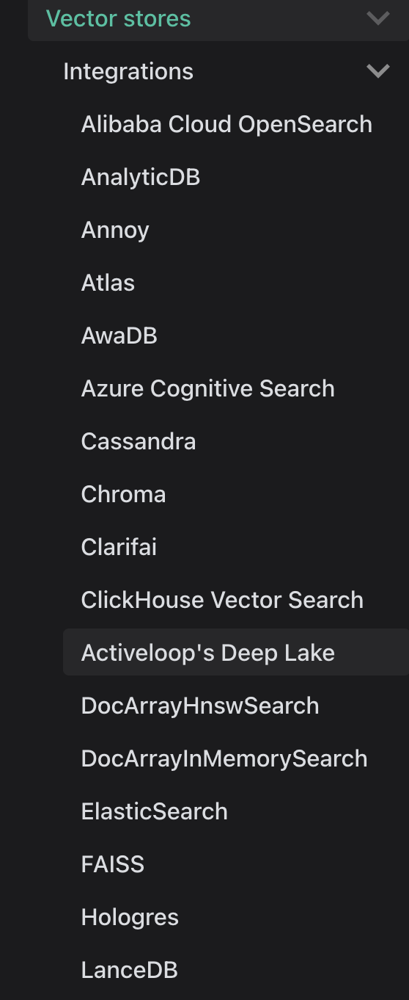 Vector stores
Integrations
Alibaba Cloud OpenSearch
AnalyticDB
Annoy
Atlas
AwaDB
Azure Cognitive Search
Cassandra
Chroma
Clarifai
ClickHouse Vector Search
Activeloop's Deep Lake
DocArrayHnswSearch
DocArrayInMemorySearch
ElasticSearch
FAISS
Hologres
LanceDB